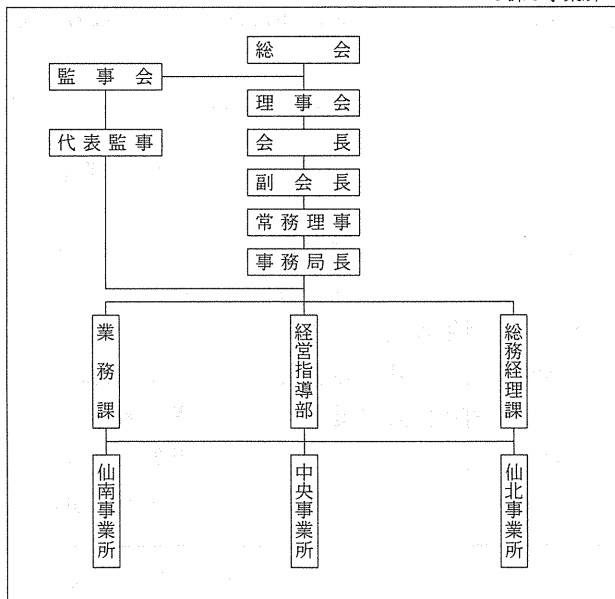 総会
監事会
理事会
代表監事
会長
副会長
常務理事
事務局長
業務課
経営指導部
総務経理課
仙南事業所
中央事業所
仙北事業所